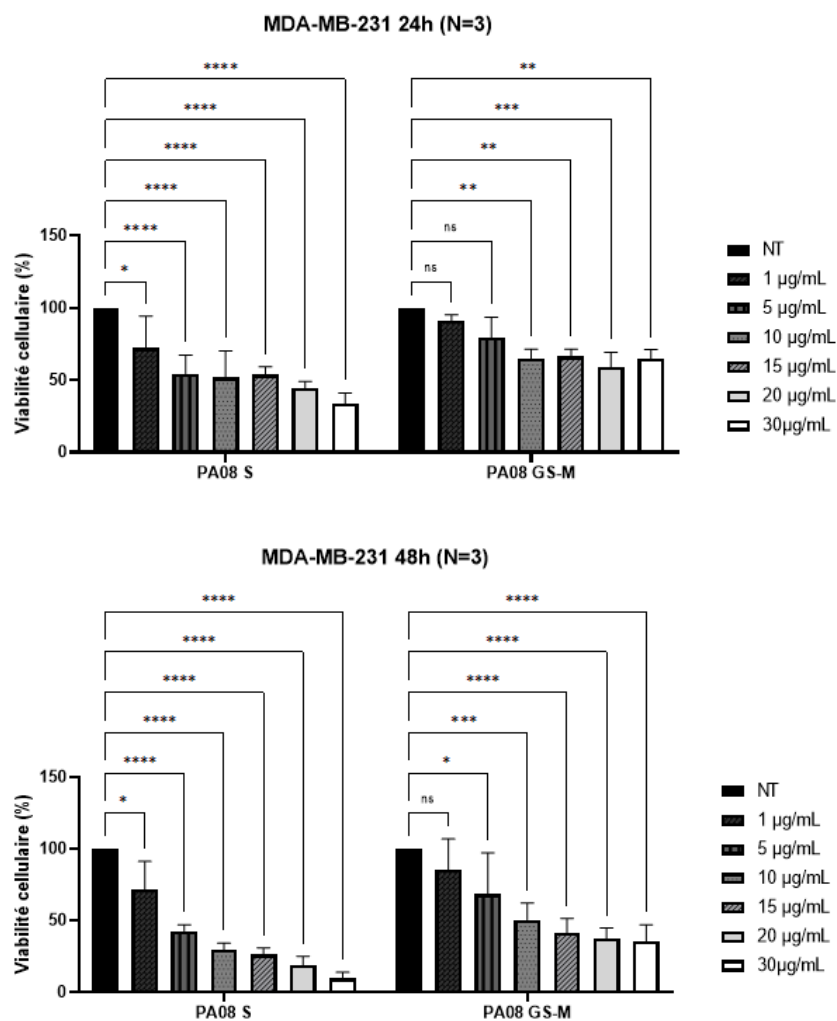 MDA-MB-231 24h (N=3)
****
**
****
***
****
**
****
**
****
ns
*
ns
Viabilité cellulaire (%)
150
100
50
0
PA08 S
PA08 GS-M
NT
1 µg/mL
5 µg/mL
10 µg/mL
15 µg/mL
20 µg/mL
30µg/mL
MDA-MB-231 48h (N=3)
****
****
****
****
****
****
****
***
****
*
*
ns
Viabilité cellulaire (%)
150
100
50
0
PA08 S
PA08 GS-M
NT
1 µg/mL
5 µg/mL
10 µg/mL
15 µg/mL
20 µg/mL
30µg/mL